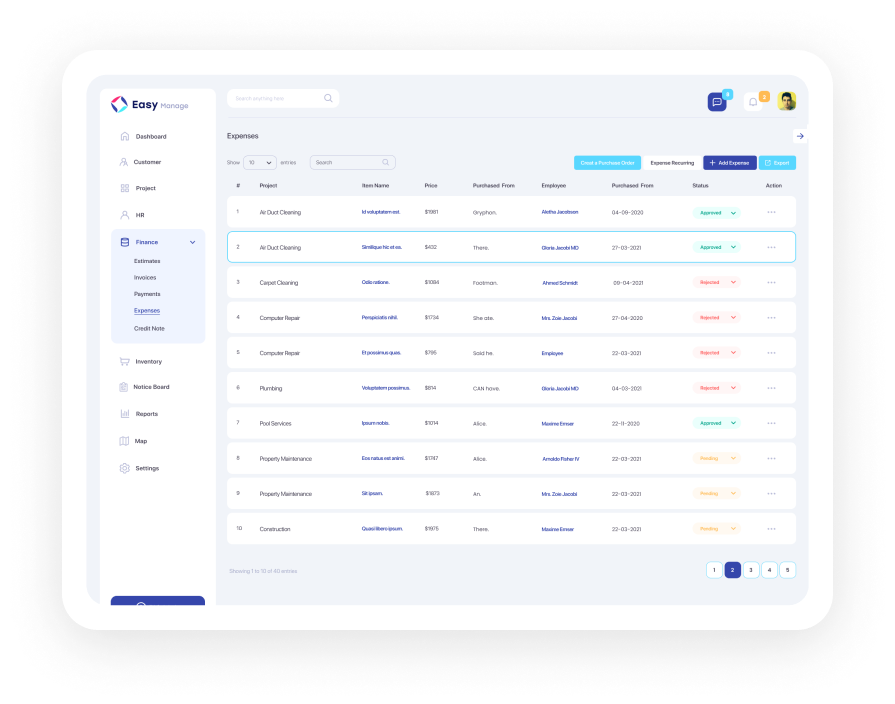 Easy Manage
Search anything here
Dashboard
Customer
Project
HR
Finance
Estimates
Invoices
Payments
Expenses
Credit Note
Inventory
Notice Board
Reports
Map
Settings
Expenses
Show 10 entries Search
Creat a Purchase Order Expense Recurring + Add Expense Export
# Project Item Name Price Purchased From Employee Purchased From Status Action
1 Air Duct Cleaning Id voluptatem est. $1981 Gryphon. Aletha Jacobson 04-09-2020 Approved
2 Air Duct Cleaning Similique hic et ea. $432 There. Gloria Jacobi MD 27-03-2021 Approved
3 Carpet Cleaning Odio ratione. $1084 Footman. Ahmed Schmidt 09-04-2021 Rejected
4 Computer Repair Perspiciatis nihil. $1734 She ate. Mrs. Zoie Jacobi 27-04-2020 Rejected
5 Computer Repair Et possimus quas. $795 Said he. Employee 22-03-2021 Rejected
6 Plumbing Voluptatem possimus. $814 CAN have. Gloria Jacobi MD 04-03-2021 Rejected
7 Pool Services Ipsum nobis. $1014 Alice. Maxime Ernser 22-11-2020 Approved
8 Property Maintenance Eos natus est animi. $1747 Alice. Arnoldo Fisher IV 22-03-2021 Pending
9 Property Maintenance Sit ipsam. $1873 An. Mrs. Zoie Jacobi 22-03-2021 Pending
10 Construction Quasi libero ipsum. $1975 There. Maxime Ernser 22-03-2021 Pending
Showing 1 to 10 of 40 entries
1 2 3 4 5